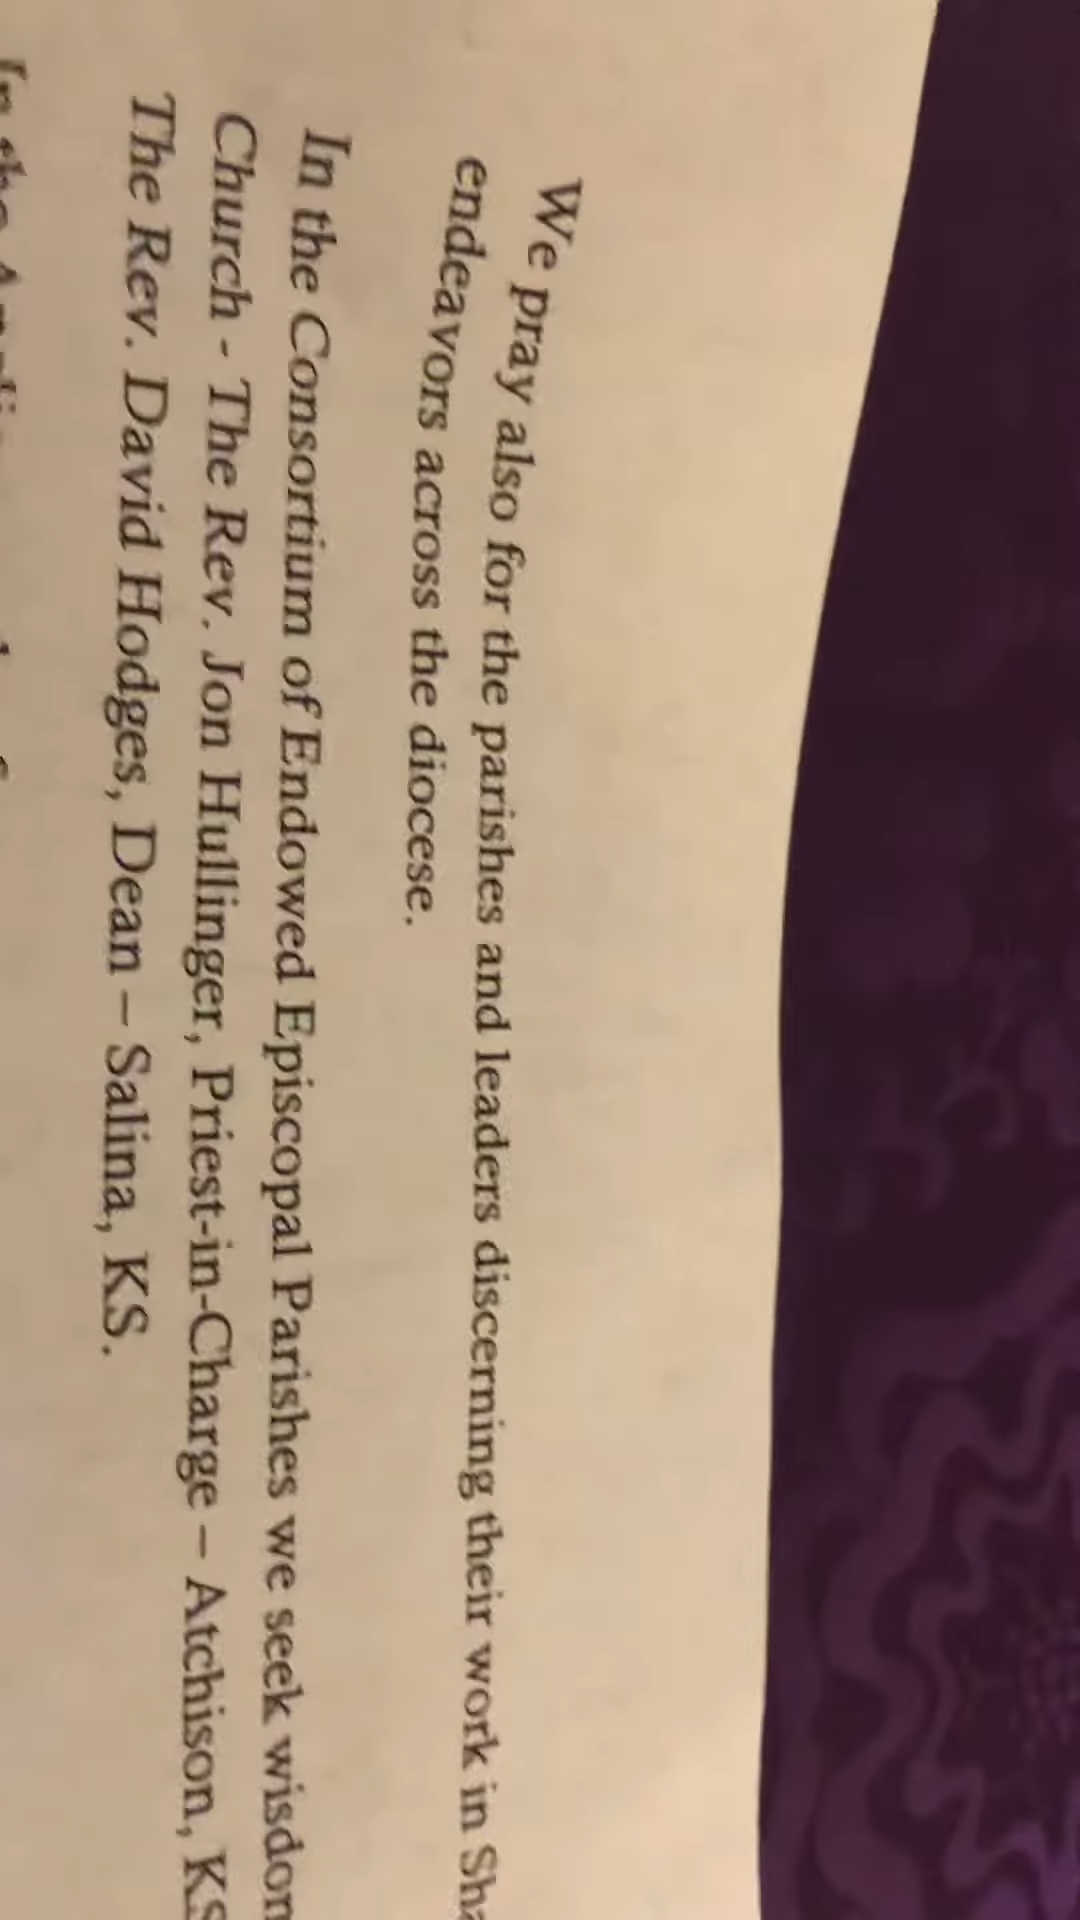 We pray also for the parishes and leaders discerning their work in
endeavors across the diocese.
In the Consortium of Endowed Episcopal Parishes we seek
Church - The Rev. Jon Hullinger, Priest-in-Charge – Atchison, KS
The Rev. David Hodges, Dean – Salina, KS.
In the